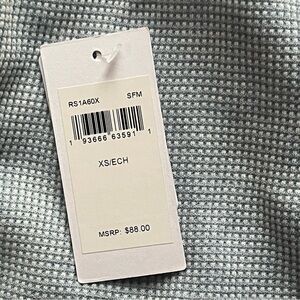 RS1A60X SFM
1 93666 63591 1
XS/ECH
MSRP: $88.00